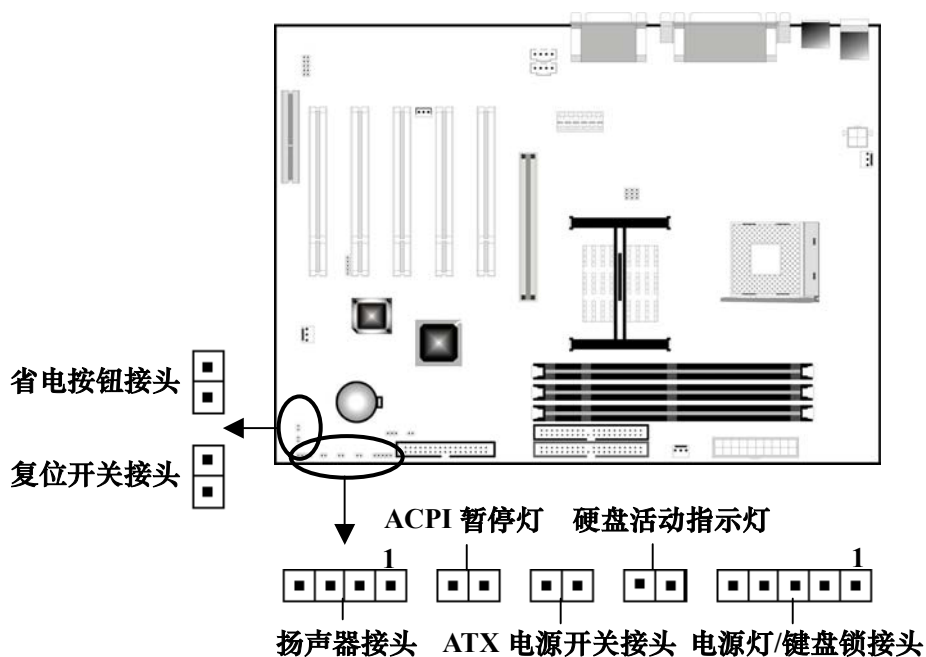 省电按钮接头
复位开关接头
ACPI 暂停灯
硬盘活动指示灯
1
1
扬声器接头
ATX 电源开关接头
电源灯/键盘锁接头